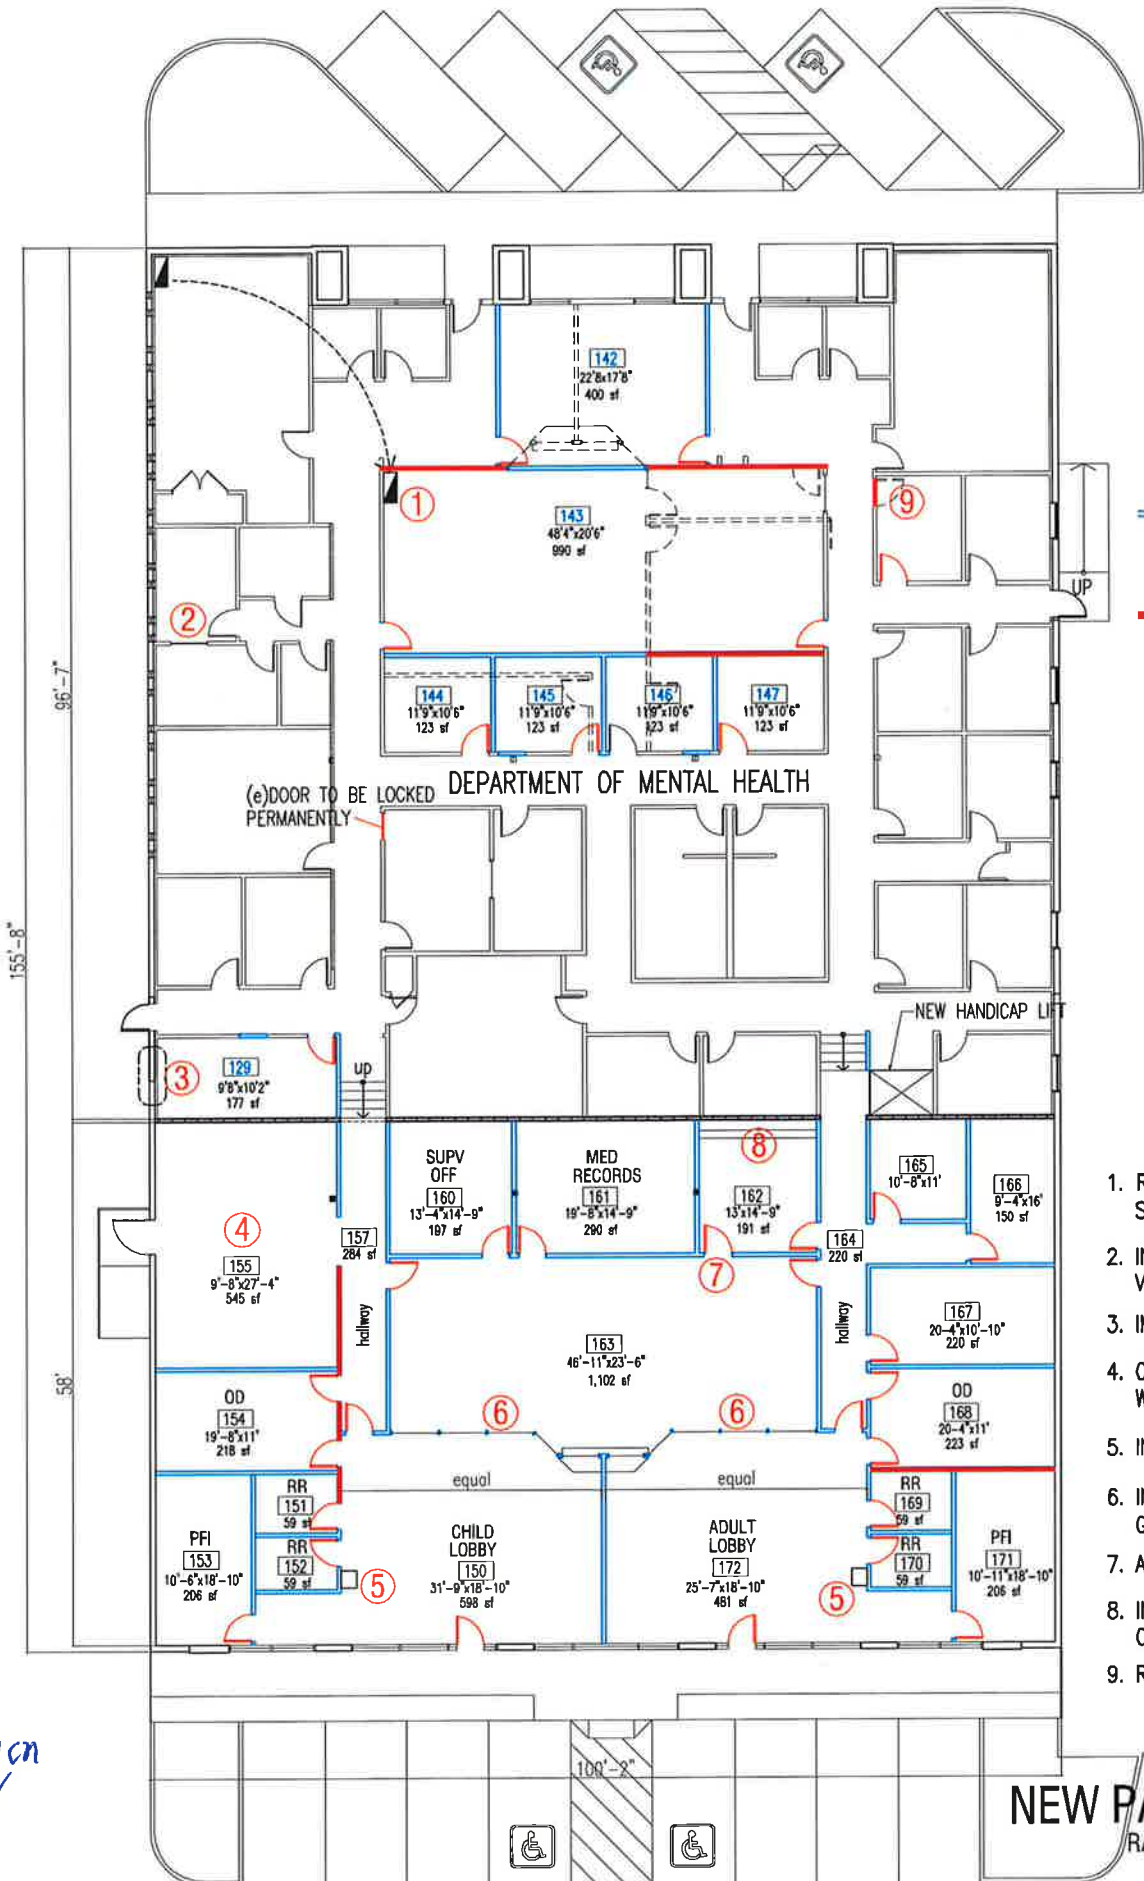 142
22'8x17'8"
400 sf
①
143
48'4"x20'6"
990 sf
⑨
UP
②
96'-7"
144
11'9"x10'6"
123 sf
145
11'9"x10'6"
123 sf
146
11'9"x10'6"
123 sf
147
11'9"x10'6"
123 sf
DEPARTMENT OF MENTAL HEALTH
(e)DOOR TO BE LOCKED
PERMANENTLY
155'-8"
NEW HANDICAP LIFT
③
129
9'8"x10'2"
177 sf
up
SUPV
OFF
160
13'-4"x14'-9"
197 sf
MED
RECORDS
161
19'-8"x14'-9"
290 sf
⑧
162
13'x14'-9"
191 sf
165
10'-8"x11'
166
9'-4"x16'
150 sf
④
155
9'-8"x27'-4"
545 sf
157
284 sf
hallway
⑦
164
220 sf
hallway
163
46'-11"x23'-6"
1,102 sf
167
20-4"x10'-10"
220 sf
58'
OD
154
19'-8"x11'
218 sf
⑥
⑥
OD
168
20-4"x11'
223 sf
equal
equal
RR
151
59 sf
RR
152
59 sf
PFI
153
10'-6"x18'-10"
206 sf
⑤
CHILD
LOBBY
150
31'-9"x18'-10"
598 sf
ADULT
LOBBY
172
25'-7"x18'-10"
481 sf
⑤
RR
169
59 sf
RR
170
59 sf
PFI
171
10'-11"x18'-10"
206 sf
1. R
S
2. IN
V
3. IN
4. C
W
5. IN
6. IN
G
7. A
8. IN
C
9. R
100'-2"
NEW PA
RA